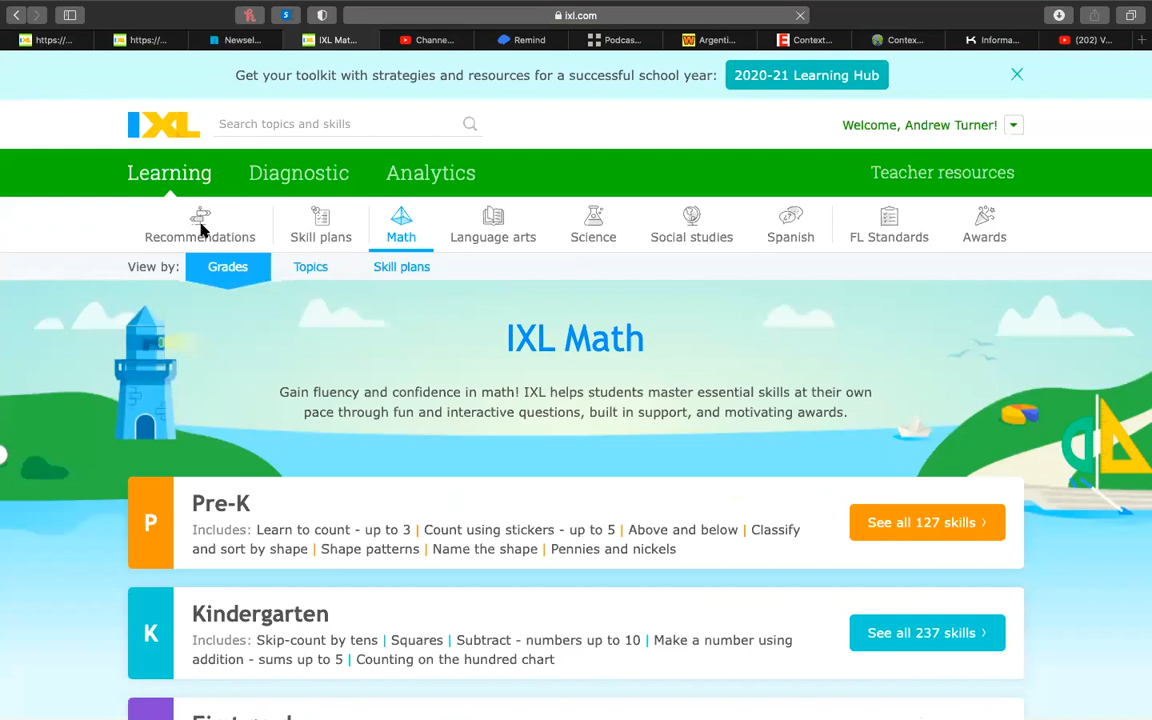 ixl.com
https://...
https://...
Newsel...
IXL Mat...
Channe...
Remind
Podcas...
Argenti...
Context...
Contex...
Informa...
(202) V...
Get your toolkit with strategies and resources for a successful school year: 2020-21 Learning Hub
IXL Search topics and skills Welcome, Andrew Turner!
Learning Diagnostic Analytics Teacher resources
Recommendations Skill plans Math Language arts Science Social studies Spanish FL Standards Awards
View by: Grades Topics Skill plans
IXL Math
Gain fluency and confidence in math! IXL helps students master essential skills at their own
pace through fun and interactive questions, built in support, and motivating awards.
P
Pre-K
Includes: Learn to count - up to 3 | Count using stickers - up to 5 | Above and below | Classify
and sort by shape | Shape patterns | Name the shape | Pennies and nickels
See all 127 skills ›
K
Kindergarten
Includes: Skip-count by tens | Squares | Subtract - numbers up to 10 | Make a number using
addition - sums up to 5 | Counting on the hundred chart
See all 237 skills ›